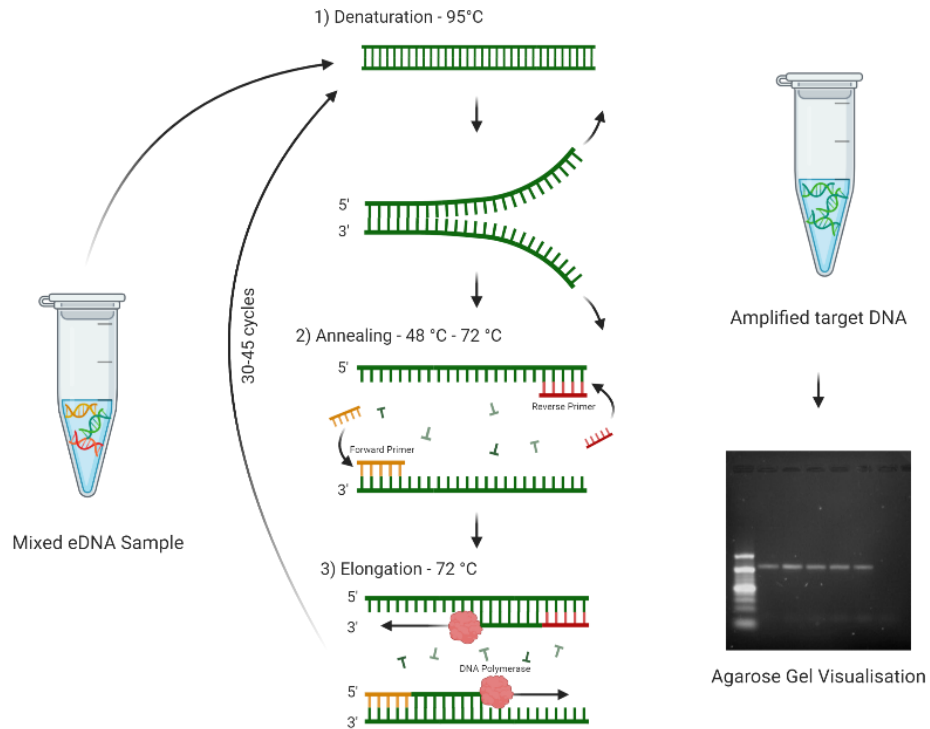 1) Denaturation - 95°C
5'
3'
30-45 cycles
Mixed eDNA Sample
2) Annealing - 48 °C - 72 °C
5'
Reverse Primer
Forward Primer
3'
3) Elongation - 72 °C
5'
3'
DNA Polymerase
5'
3'
Amplified target DNA
Agarose Gel Visualisation